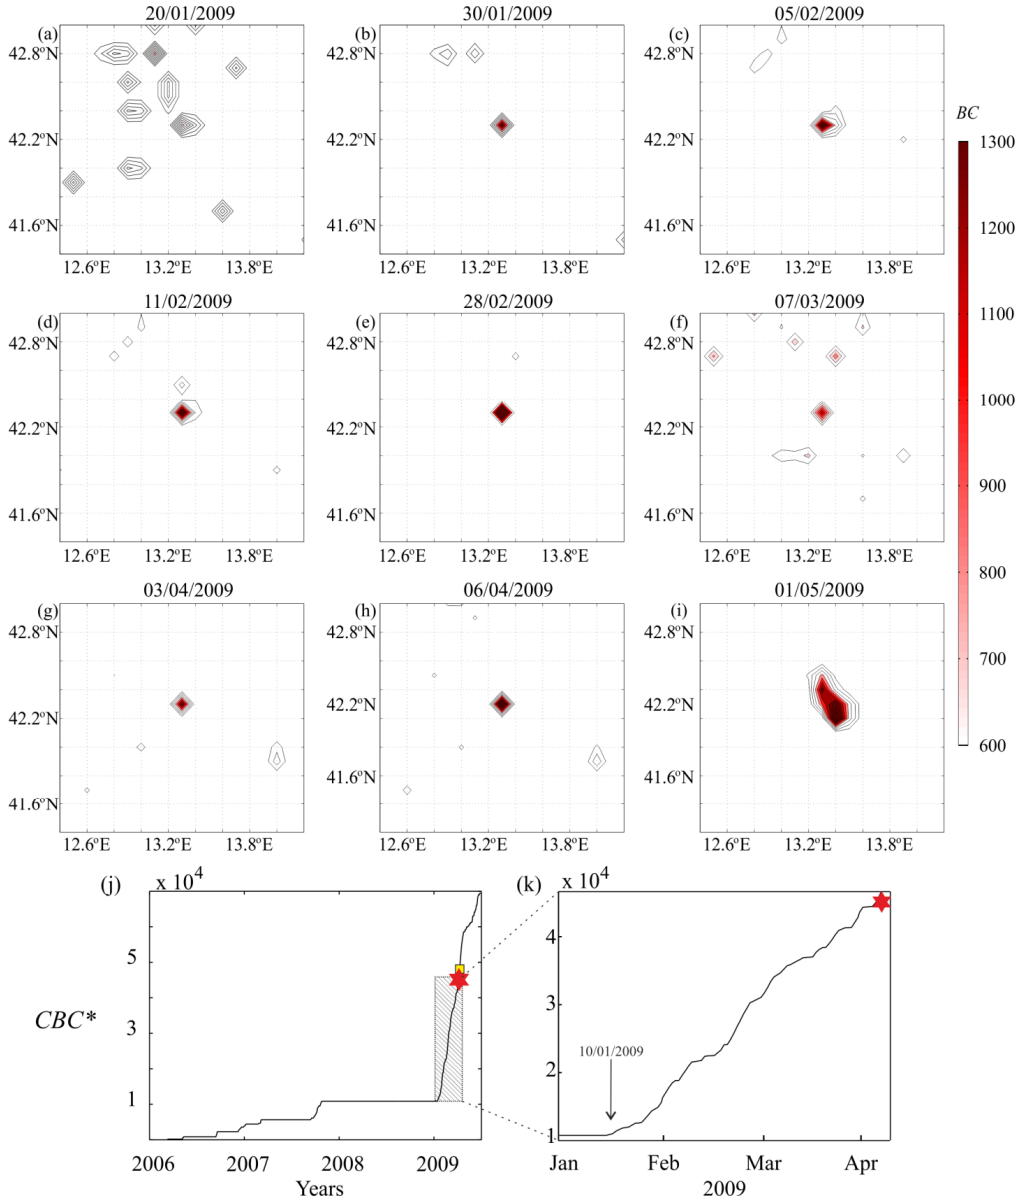 20/01/2009 30/01/2009 05/02/2009
(a) (b) (c)
42.8ºN 42.8ºN 42.8ºN
BC
42.2ºN 42.2ºN 42.2ºN 1300
41.6ºN 41.6ºN 41.6ºN 1200
12.6ºE 13.2ºE 13.8ºE 12.6ºE 13.2ºE 13.8ºE 12.6ºE 13.2ºE 13.8ºE
11/02/2009 28/02/2009 07/03/2009
(d) (e) (f) 1100
42.8ºN 42.8ºN 42.8ºN
1000
42.2ºN 42.2ºN 42.2ºN
900
41.6ºN 41.6ºN 41.6ºN
12.6ºE 13.2ºE 13.8ºE 12.6ºE 13.2ºE 13.8ºE 12.6ºE 13.2ºE 13.8ºE
800
03/04/2009 06/04/2009 01/05/2009
(g) (h) (i)
42.8ºN 42.8ºN 42.8ºN
700
42.2ºN 42.2ºN 42.2ºN
600
41.6ºN 41.6ºN 41.6ºN
12.6ºE 13.2ºE 13.8ºE 12.6ºE 13.2ºE 13.8ºE 12.6ºE 13.2ºE 13.8ºE
(j) x 10⁴ (k) x 10⁴
5 4
CBC* 3 3
10/01/2009
2
1 1
2006 2007 2008 2009 Jan Feb Mar Apr
Years 2009